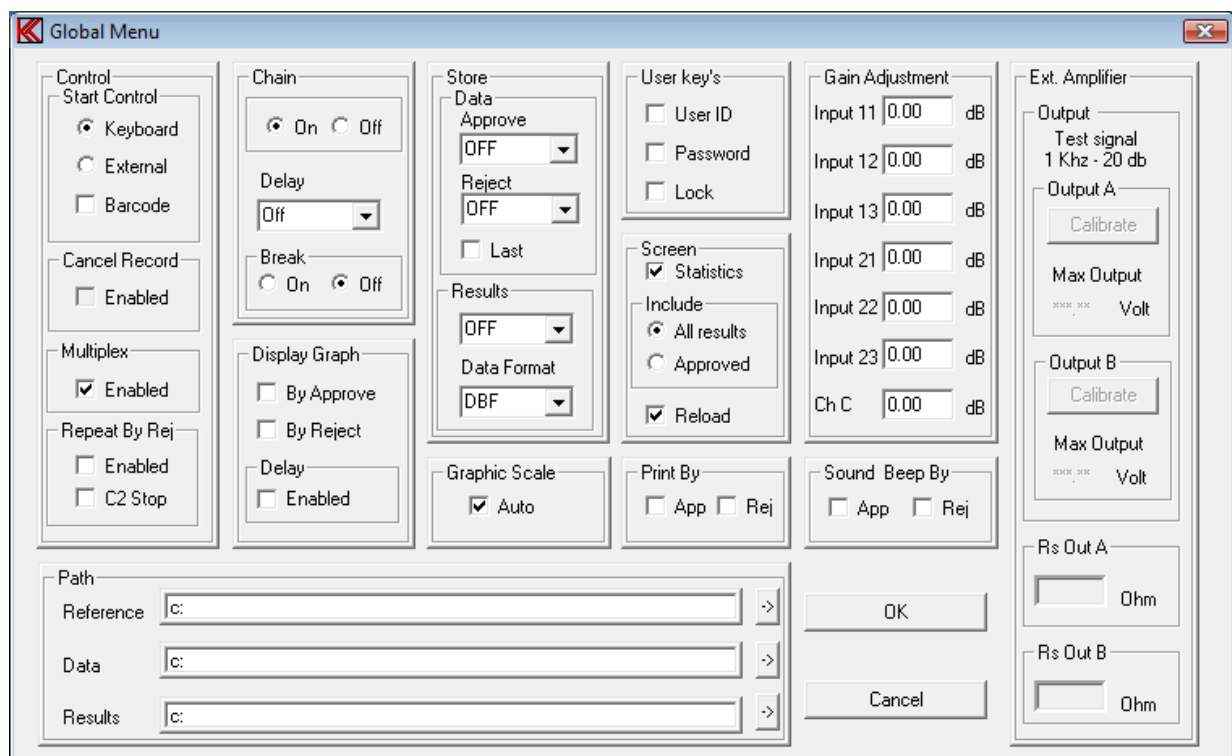 Global Menu
Control
Start Control
Keyboard
External
Barcode
Cancel Record
Enabled
Multiplex
Enabled
Repeat By Rej
Enabled
C2 Stop
Chain
On Off
Delay
Off
Break
On Off
Display Graph
By Approve
By Reject
Delay
Enabled
Store
Data
Approve
OFF
Reject
OFF
Last
Results
OFF
Data Format
DBF
Graphic Scale
Auto
User key's
User ID
Password
Lock
Screen
Statistics
Include
All results
Approved
Reload
Print By
App Rej
Gain Adjustment
Input 11 0.00 dB
Input 12 0.00 dB
Input 13 0.00 dB
Input 21 0.00 dB
Input 22 0.00 dB
Input 23 0.00 dB
Ch C 0.00 dB
Sound Beep By
App Rej
Ext. Amplifier
Output
Test signal
1 Khz - 20 db
Output A
Calibrate
Max Output
***.** Volt
Output B
Calibrate
Max Output
***.** Volt
Rs Out A
Ohm
Rs Out B
Ohm
Path
Reference c: ->
Data c: ->
Results c: ->
OK
Cancel